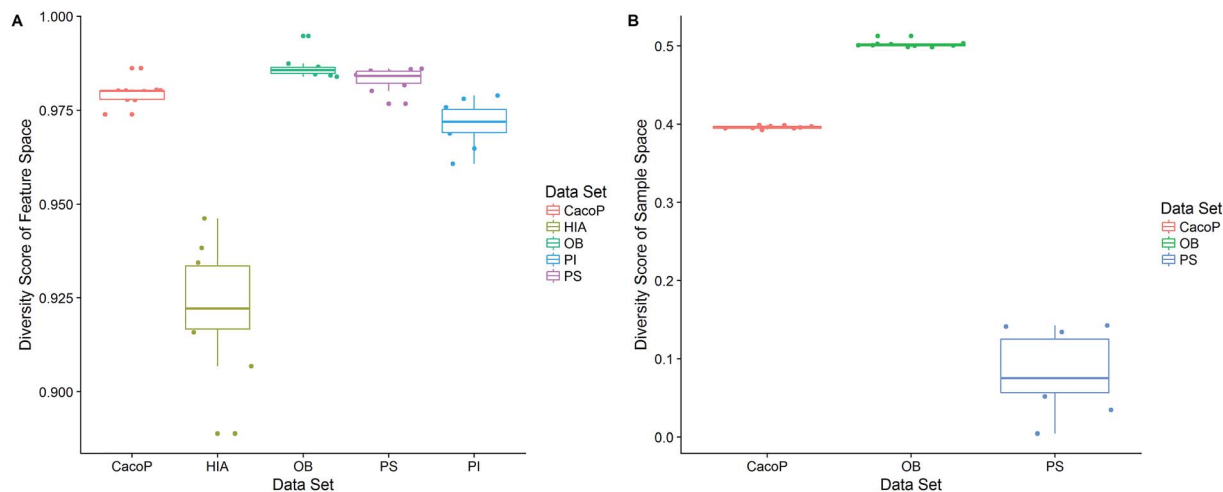 A
Diversity Score of Feature Space
1.000
0.975
0.950
0.925
0.900
CacoP
HIA
OB
PS
PI
Data Set
Data Set
CacoP
HIA
OB
PI
PS
B
Diversity Score of Sample Space
0.5
0.4
0.3
0.2
0.1
0.0
CacoP
OB
PS
Data Set
Data Set
CacoP
OB
PS